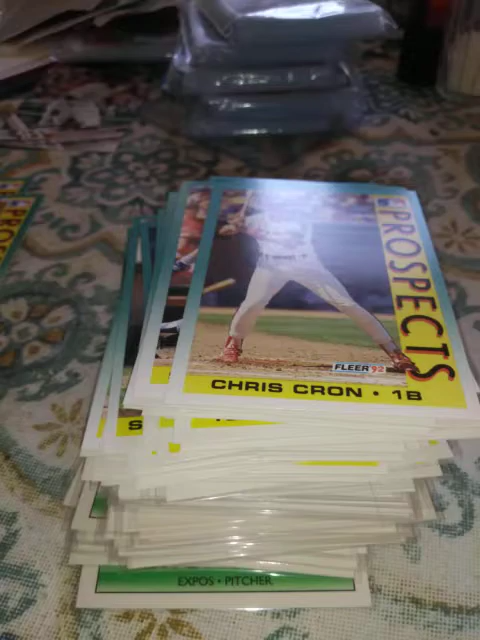 PROSPECTS
FLEER '92
CHRIS CRON • 1B
S
EXPOS • PITCHER